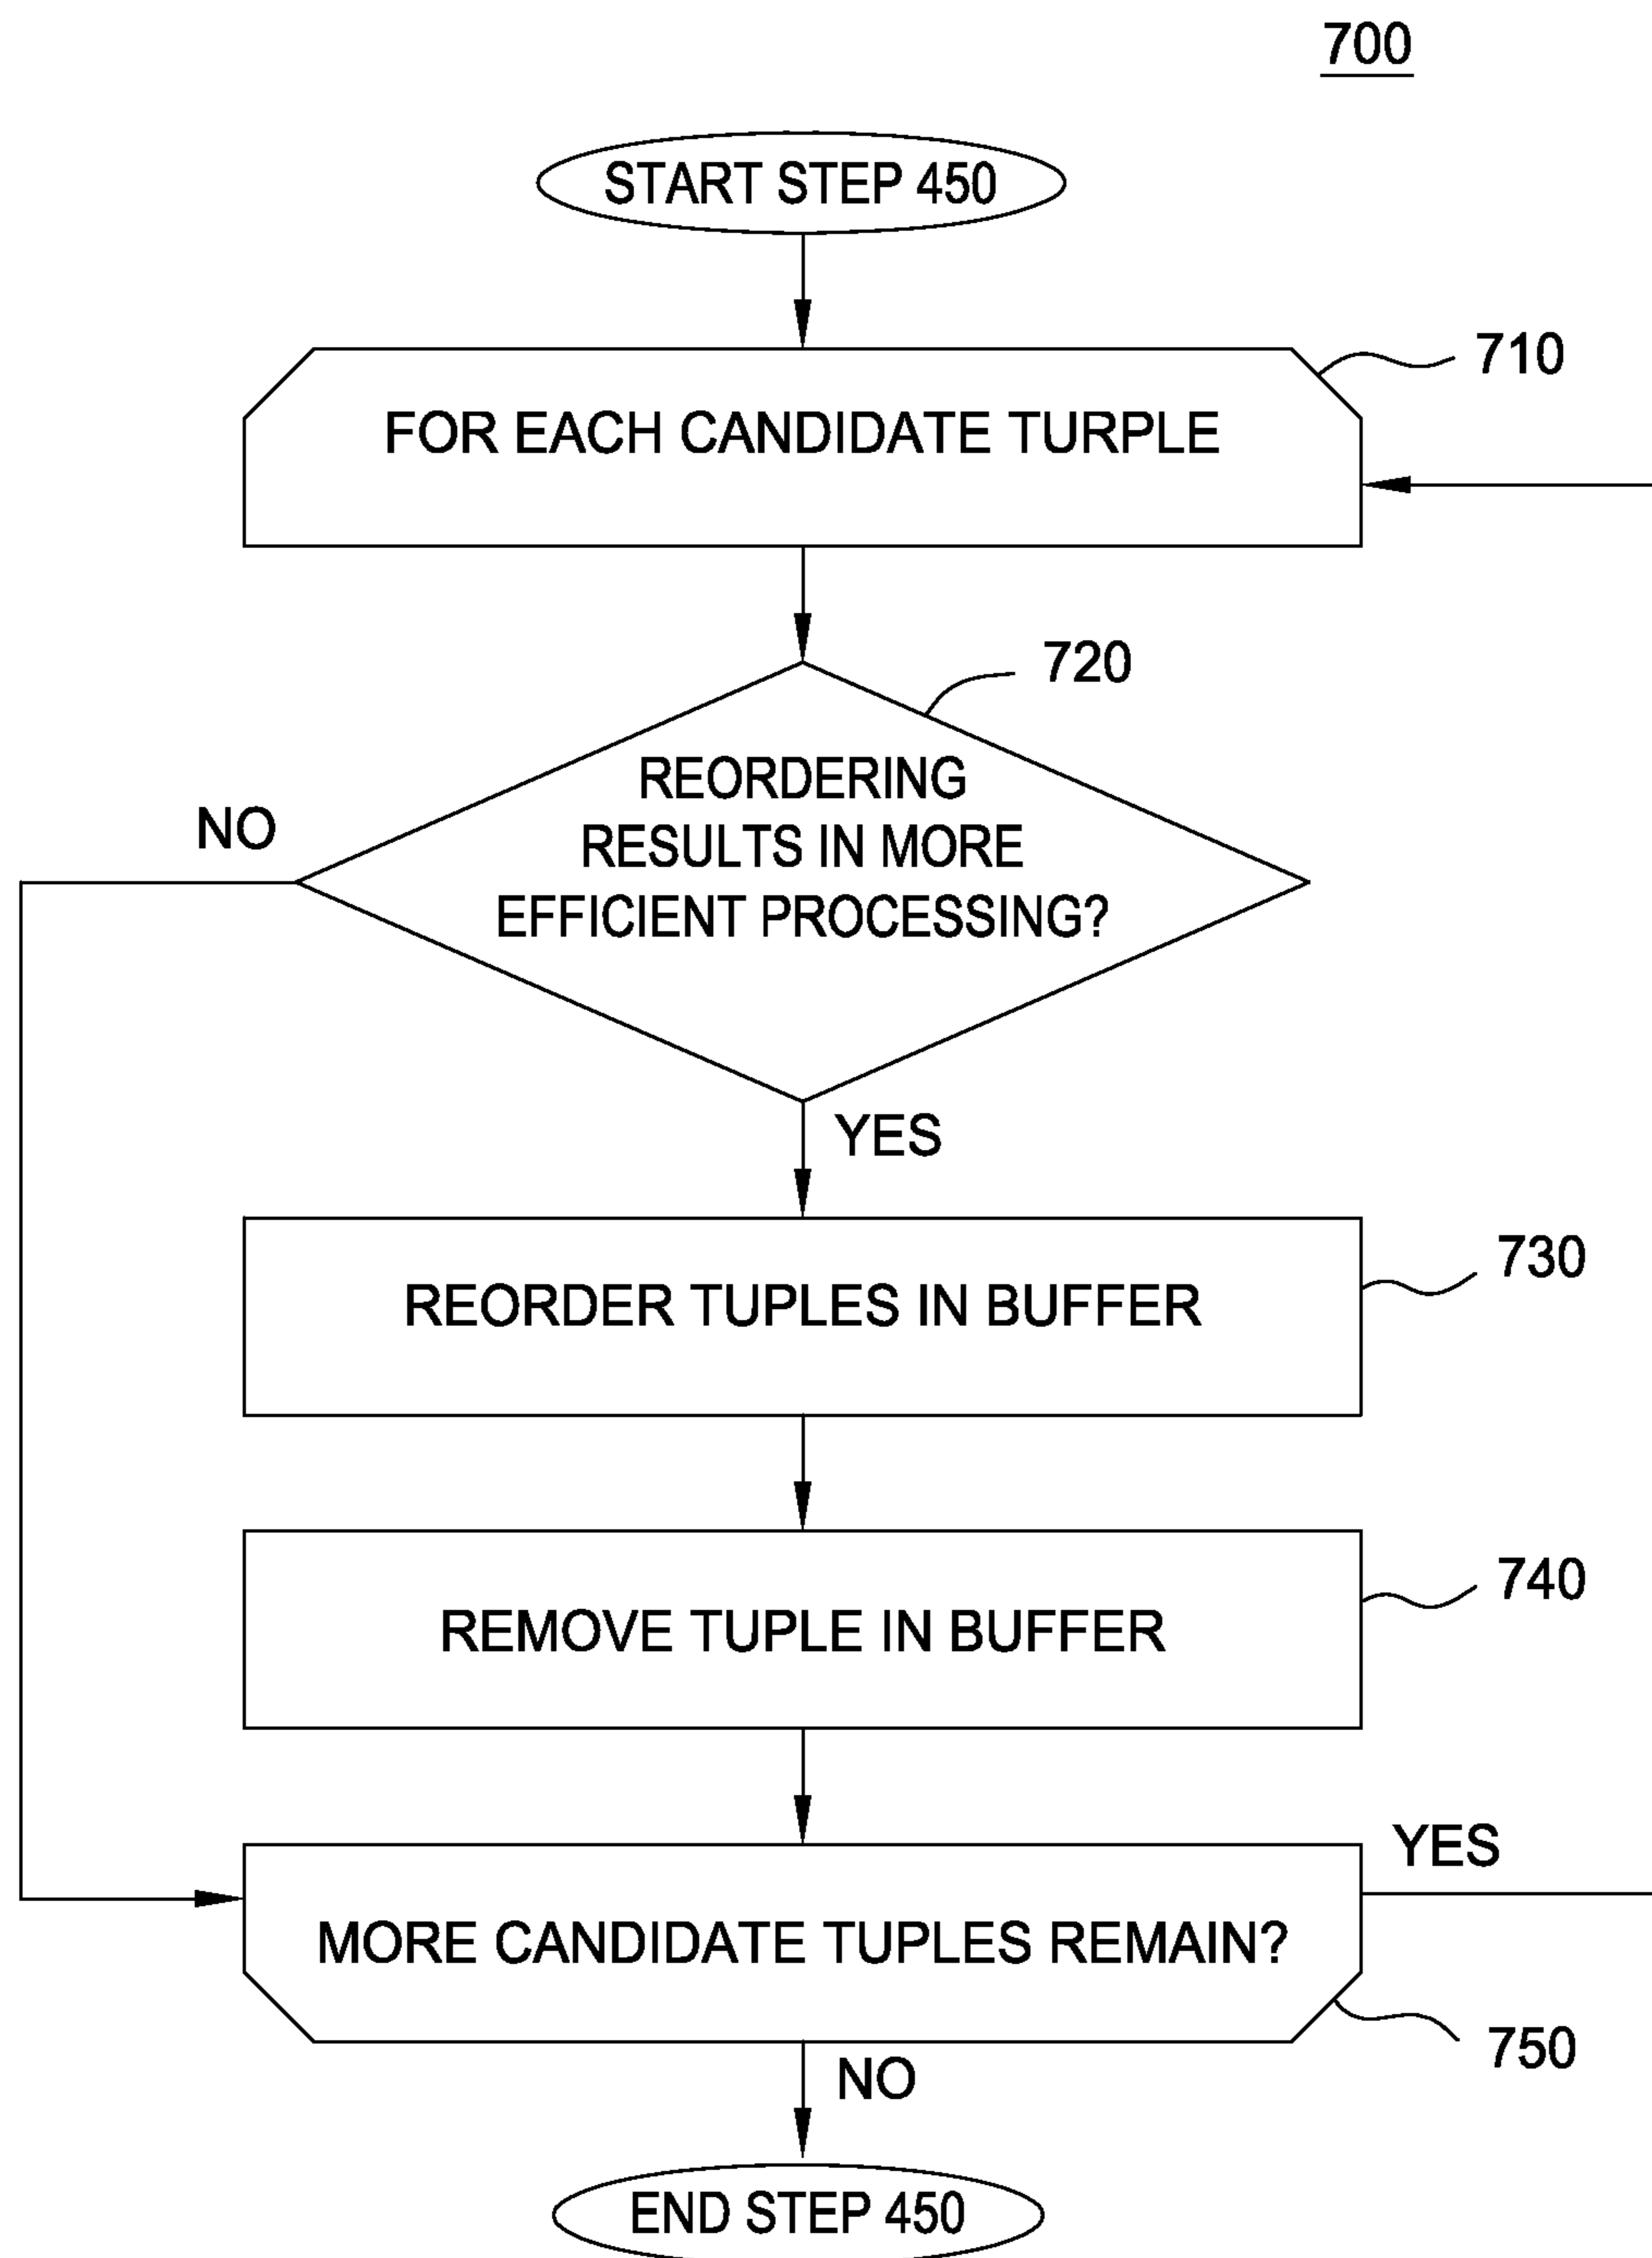 700
START STEP 450
710
FOR EACH CANDIDATE TURPLE
720
REORDERING
RESULTS IN MORE
EFFICIENT PROCESSING?
NO
YES
730
REORDER TUPLES IN BUFFER
740
REMOVE TUPLE IN BUFFER
YES
MORE CANDIDATE TUPLES REMAIN?
750
NO
END STEP 450